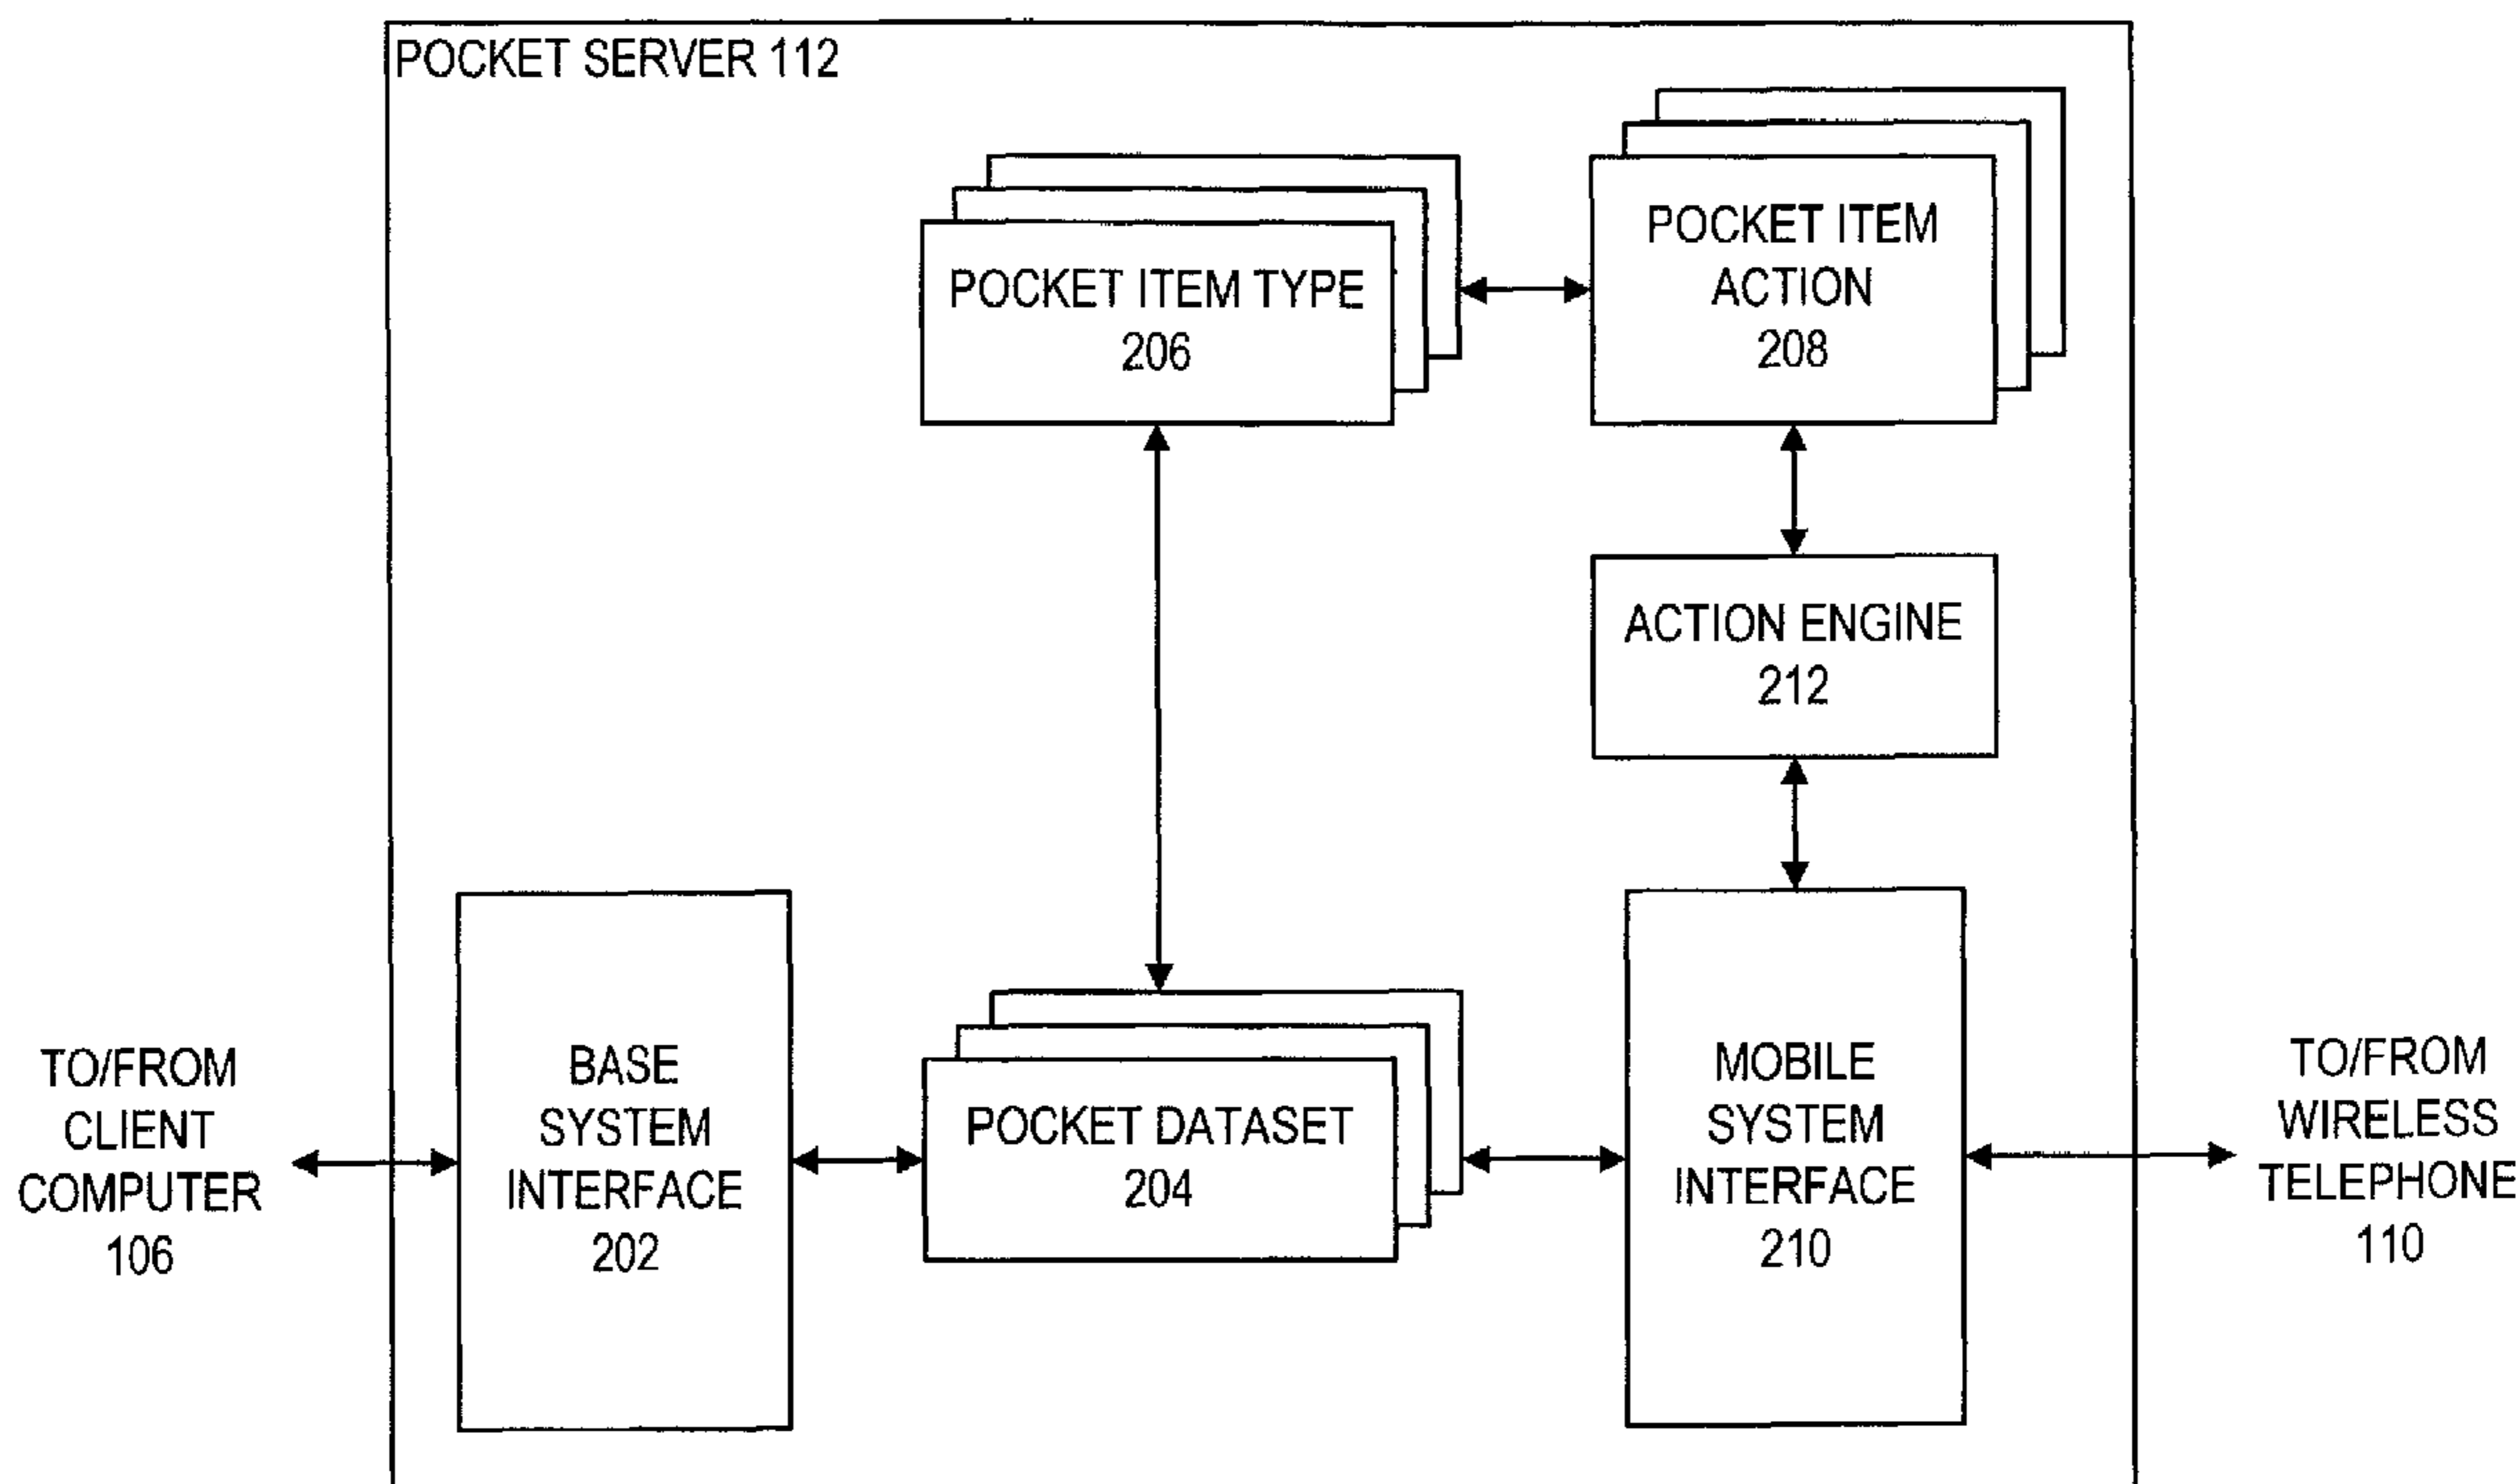 POCKET SERVER 112
POCKET ITEM TYPE
206
POCKET ITEM
ACTION
208
ACTION ENGINE
212
TO/FROM
CLIENT
COMPUTER
106
BASE
SYSTEM
INTERFACE
202
POCKET DATASET
204
MOBILE
SYSTEM
INTERFACE
210
TO/FROM
WIRELESS
TELEPHONE
110